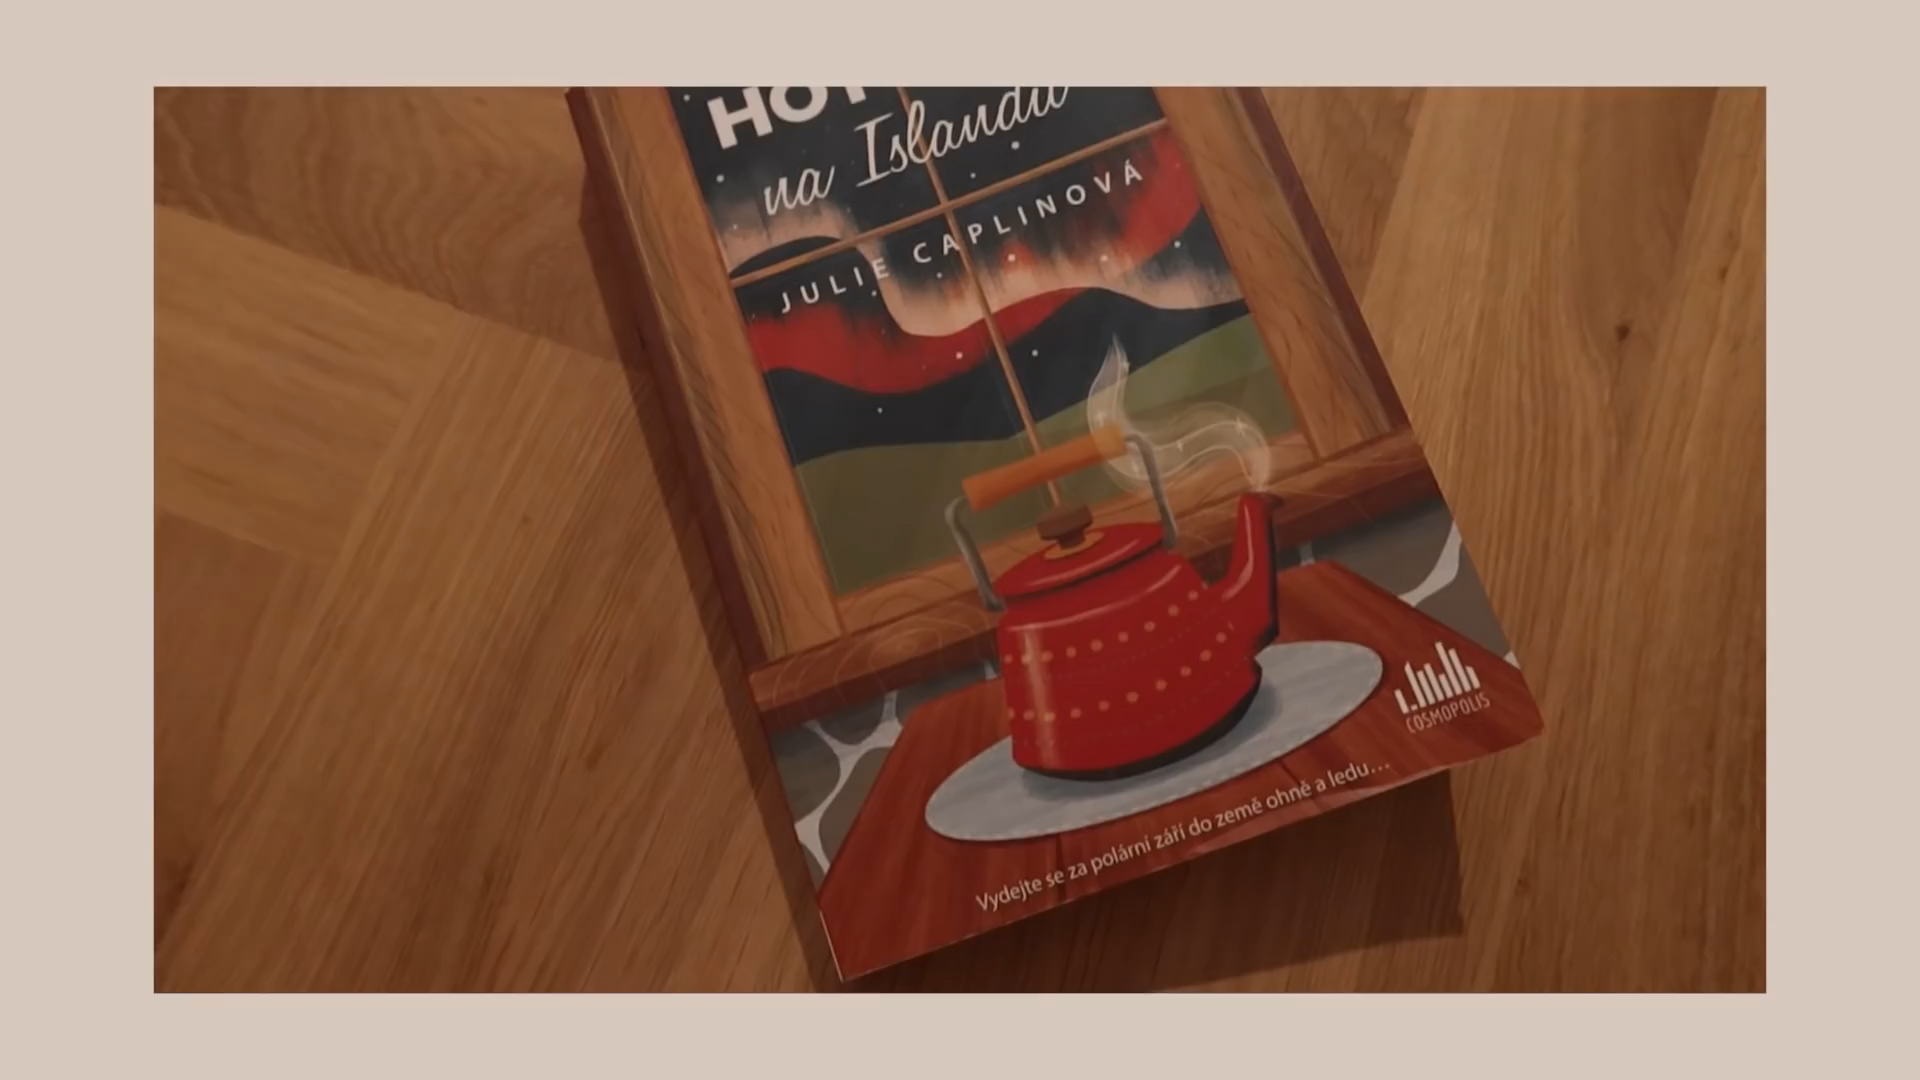 na Islandu
JULIE CAPLINOVÁ
COSMOPOLIS
Vydejte se za polární září do země ohně a ledu...